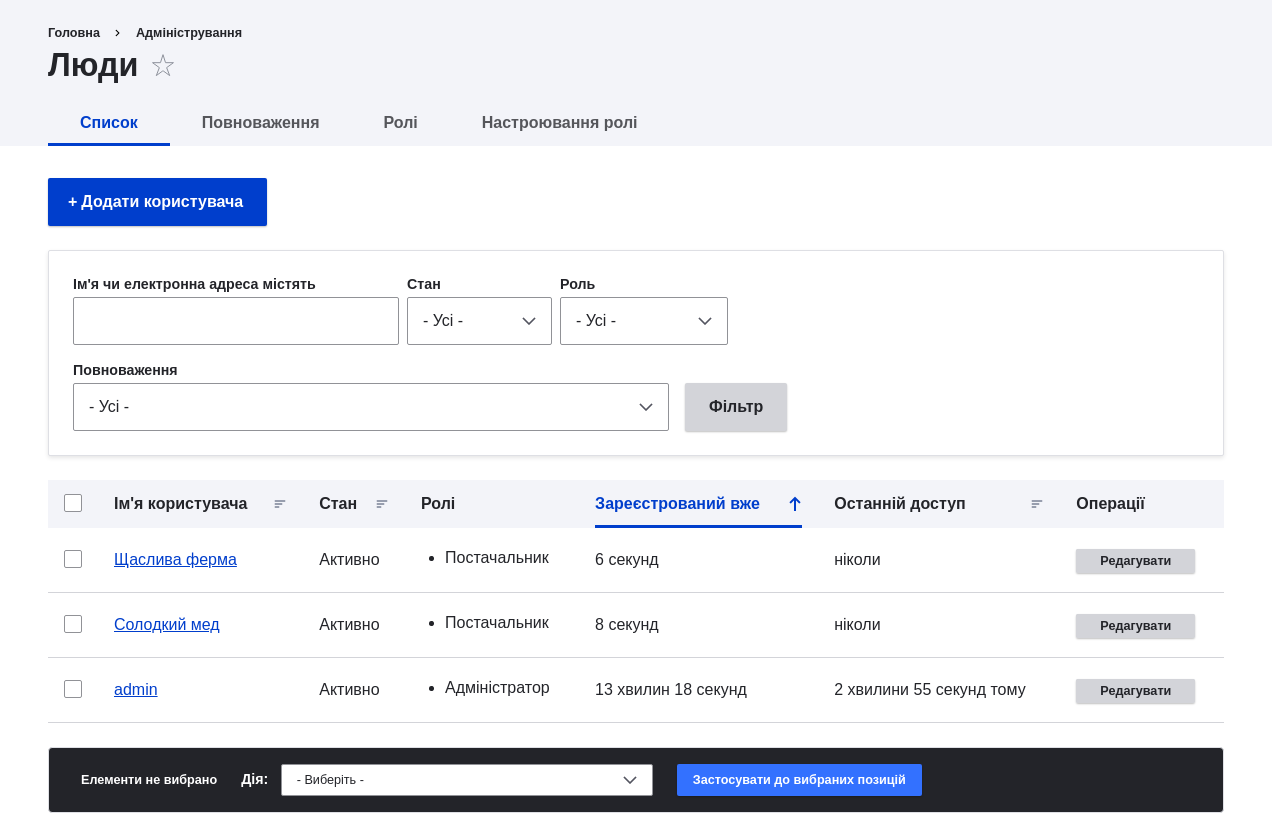 Головна › Адміністрування
Люди
Список Повноваження Ролі Настроювання ролі
+ Додати користувача
Ім'я чи електронна адреса містять Стан Роль
- Усі - - Усі -
Повноваження
- Усі - Фільтр
Ім'я користувача Стан Ролі Зареєстрований вже Останній доступ Операції
Щаслива ферма Активно • Постачальник 6 секунд ніколи Редагувати
Солодкий мед Активно • Постачальник 8 секунд ніколи Редагувати
admin Активно • Адміністратор 13 хвилин 18 секунд 2 хвилини 55 секунд тому Редагувати
Елементи не вибрано Дія: - Виберіть - Застосувати до вибраних позицій